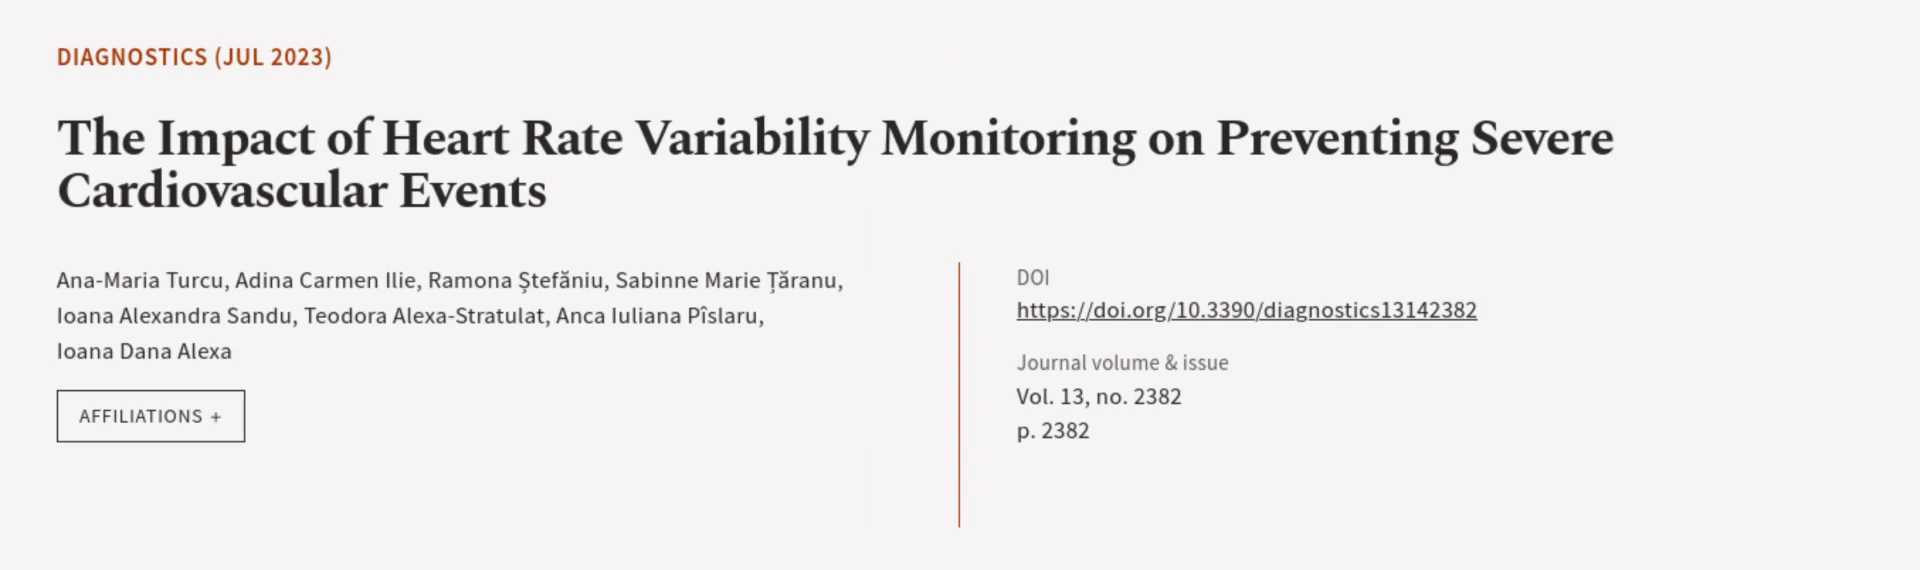 DIAGNOSTICS (JUL 2023)
The Impact of Heart Rate Variability Monitoring on Preventing Severe
Cardiovascular Events
Ana-Maria Turcu, Adina Carmen Ilie, Ramona Ștefăniu, Sabinne Marie Țăranu,
Ioana Alexandra Sandu, Teodora Alexa-Stratulat, Anca Iuliana Pîslaru,
Ioana Dana Alexa
AFFILIATIONS +
DOI
https://doi.org/10.3390/diagnostics13142382
Journal volume & issue
Vol. 13, no. 2382
p. 2382